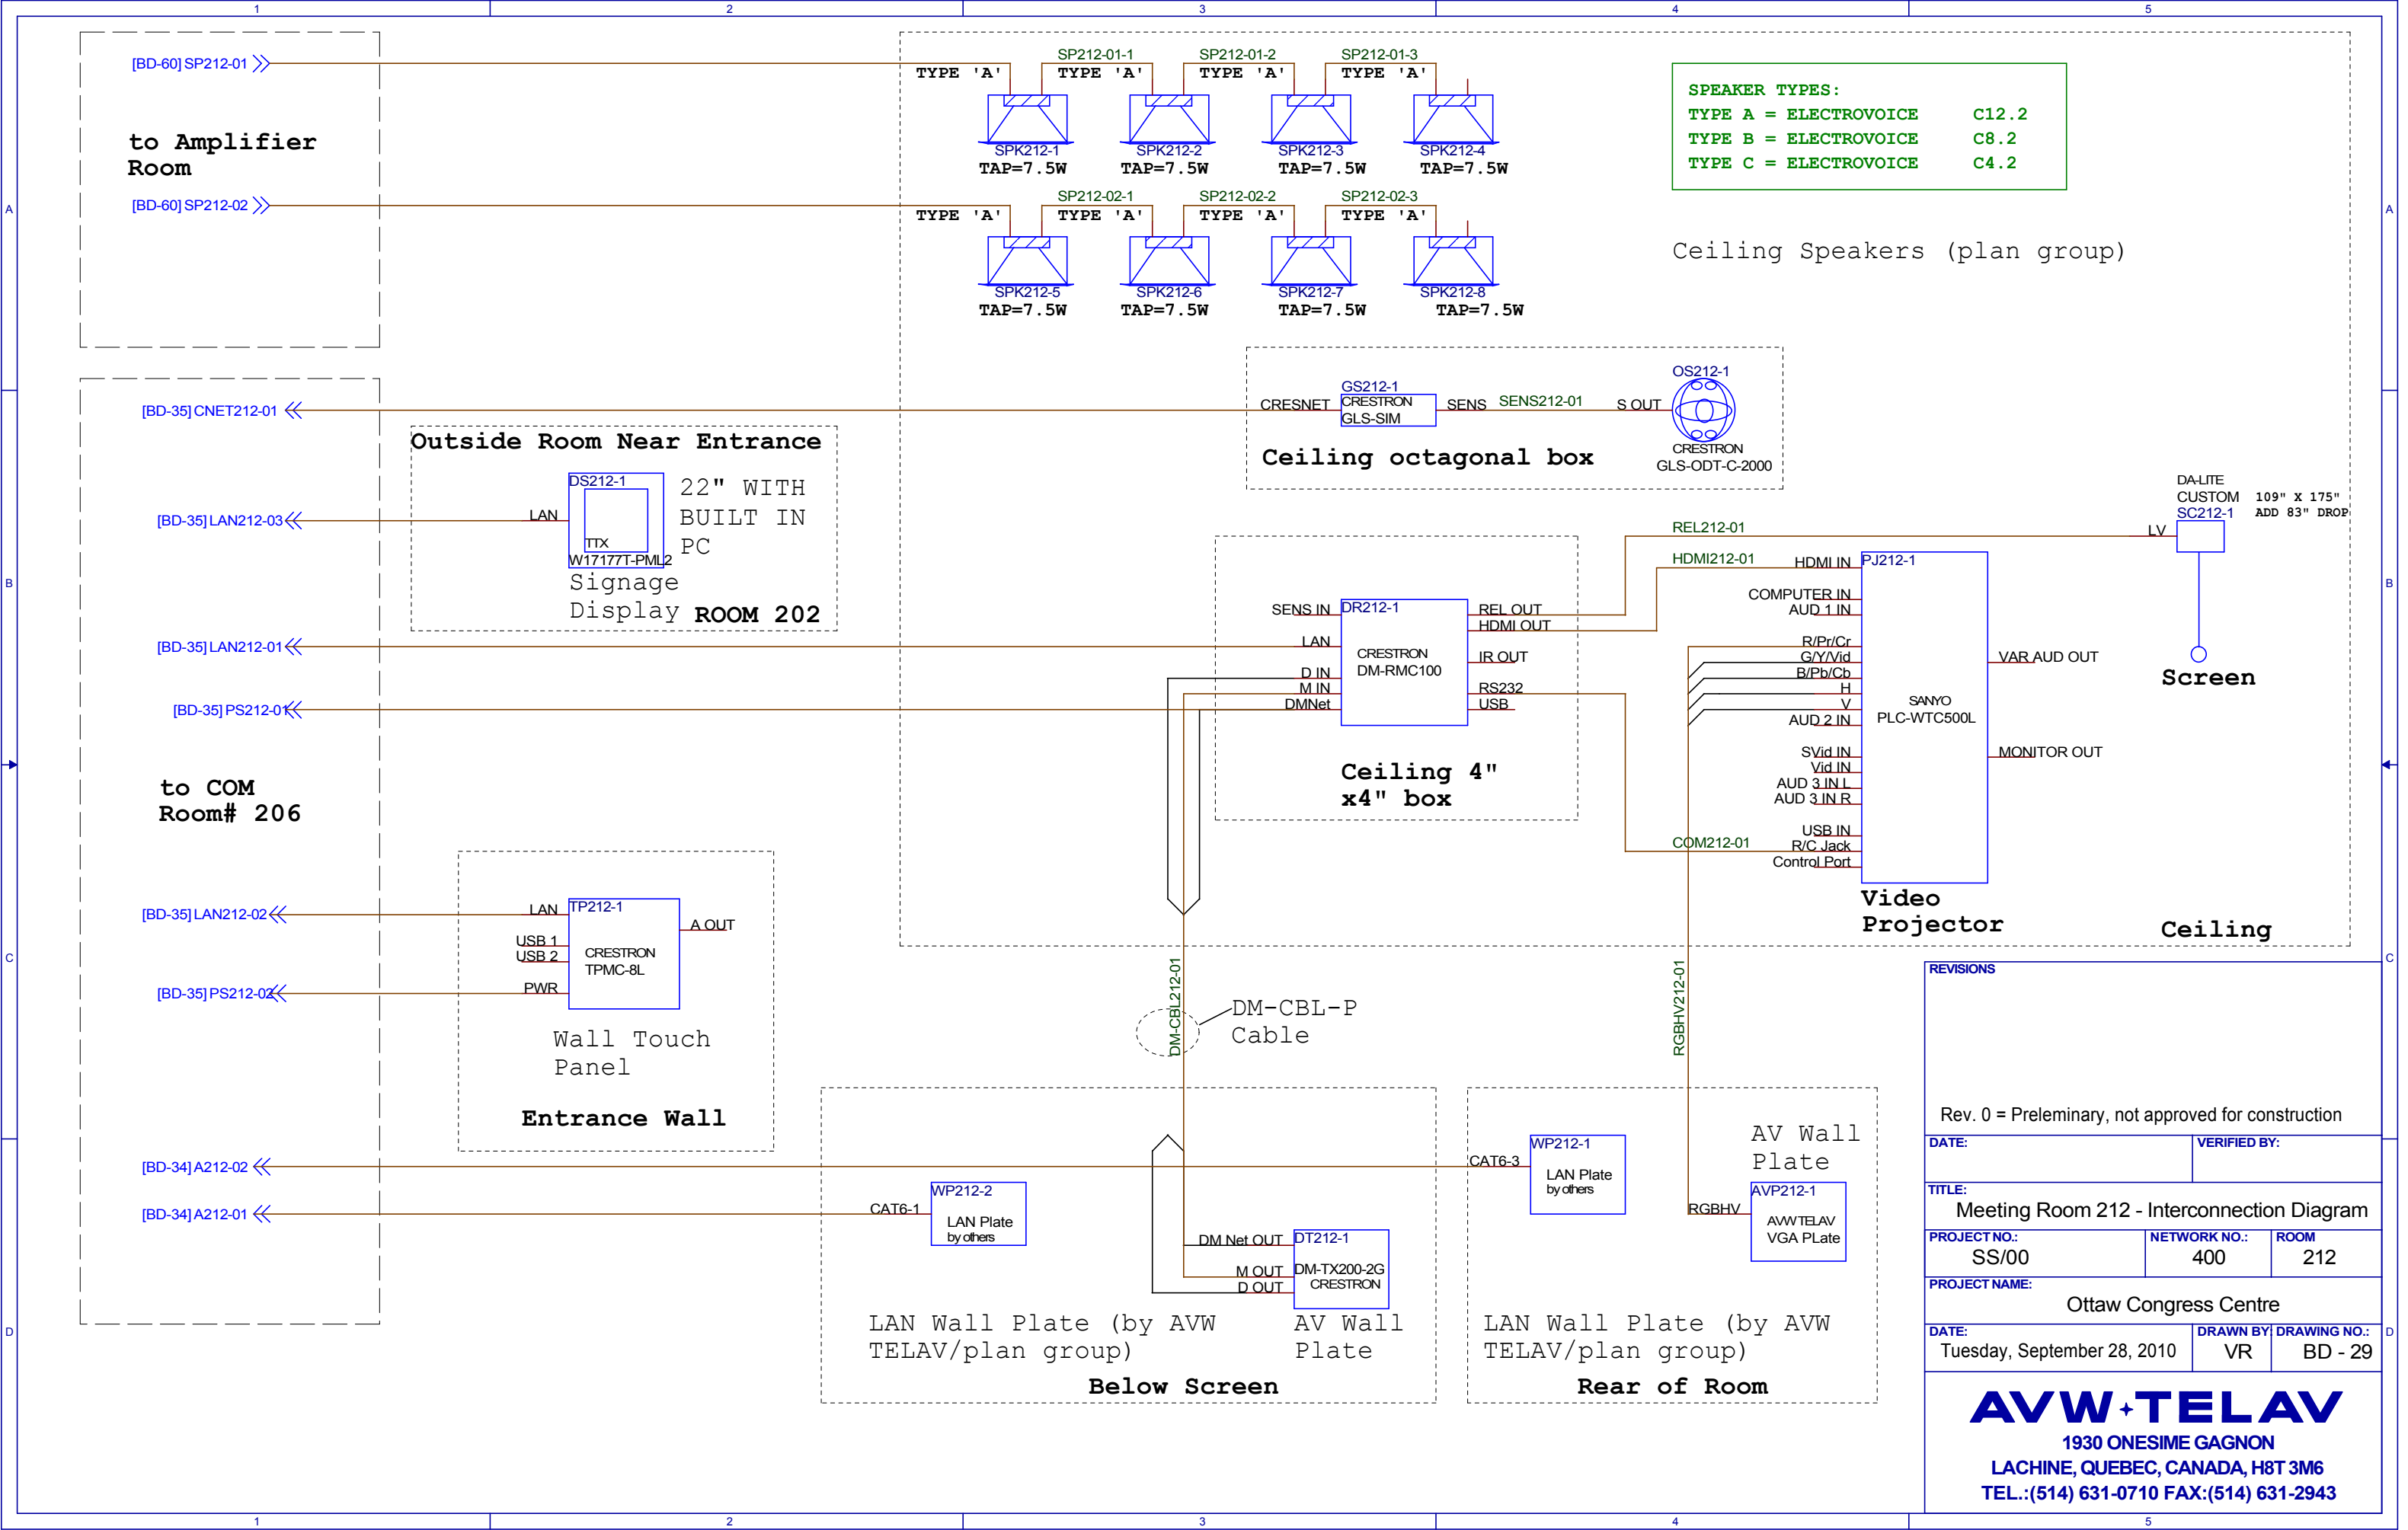 1 2 3 4 5
[BD-60] SP212-01
to Amplifier
Room
[BD-60] SP212-02
SP212-01-1 SP212-01-2 SP212-01-3
TYPE 'A' TYPE 'A' TYPE 'A' TYPE 'A'
SPK212-1 SPK212-2 SPK212-3 SPK212-4
TAP=7.5W TAP=7.5W TAP=7.5W TAP=7.5W
SP212-02-1 SP212-02-2 SP212-02-3
TYPE 'A' TYPE 'A' TYPE 'A' TYPE 'A'
SPK212-5 SPK212-6 SPK212-7 SPK212-8
TAP=7.5W TAP=7.5W TAP=7.5W TAP=7.5W
SPEAKER TYPES:
TYPE A = ELECTROVOICE C12.2
TYPE B = ELECTROVOICE C8.2
TYPE C = ELECTROVOICE C4.2
Ceiling Speakers (plan group)
A A
[BD-35] CNET212-01
CRESNET
GS212-1
CRESTRON
GLS-SIM
SENS
SENS212-01
S OUT
OS212-1
CRESTRON
GLS-ODT-C-2000
Ceiling octagonal box
Outside Room Near Entrance
[BD-35] LAN212-03
LAN
DS212-1
TTX
W17177T-PML2
22" WITH
BUILT IN
PC
Signage
Display
ROOM 202
DA-LITE
CUSTOM
SC212-1
109" X 175"
ADD 83" DROP
LV
Screen
B B
[BD-35] LAN212-01
[BD-35] PS212-01
SENS IN
LAN
D IN
M IN
DMNet
DR212-1
CRESTRON
DM-RMC100
REL OUT
HDMI OUT
IR OUT
RS232
USB
Ceiling 4"
x4" box
REL212-01
HDMI212-01
COM212-01
HDMI IN
COMPUTER IN
AUD 1 IN
R/Pr/Cr
G/Y/Vid
B/Pb/Cb
H
V
AUD 2 IN
SVid IN
Vid IN
AUD 3 IN L
AUD 3 IN R
USB IN
R/C Jack
Control Port
PJ212-1
SANYO
PLC-WTC500L
VAR AUD OUT
MONITOR OUT
Video
Projector
Ceiling
to COM
Room# 206
[BD-35] LAN212-02
[BD-35] PS212-02
LAN
USB 1
USB 2
PWR
TP212-1
CRESTRON
TPMC-8L
A OUT
Wall Touch
Panel
Entrance Wall
C C
DM-CBL212-01
DM-CBL-P
Cable
RGBHV212-01
[BD-34] A212-02
[BD-34] A212-01
CAT6-1
WP212-2
LAN Plate
by others
DM Net OUT
M OUT
D OUT
DT212-1
DM-TX200-2G
CRESTRON
LAN Wall Plate (by AVW
TELAV/plan group)
AV Wall
Plate
Below Screen
CAT6-3
WP212-1
LAN Plate
by others
AV Wall
Plate
RGBHV
AVP212-1
AVW TELAV
VGA PLate
LAN Wall Plate (by AVW
TELAV/plan group)
Rear of Room
D D
REVISIONS
Rev. 0 = Preleminary, not approved for construction
DATE: VERIFIED BY:
TITLE:
Meeting Room 212 - Interconnection Diagram
PROJECT NO.: NETWORK NO.: ROOM
SS/00 400 212
PROJECT NAME:
Ottaw Congress Centre
DATE: DRAWN BY: DRAWING NO.:
Tuesday, September 28, 2010 VR BD - 29
AVW TELAV
1930 ONESIME GAGNON
LACHINE, QUEBEC, CANADA, H8T 3M6
TEL.:(514) 631-0710 FAX:(514) 631-2943
1 2 3 4 5